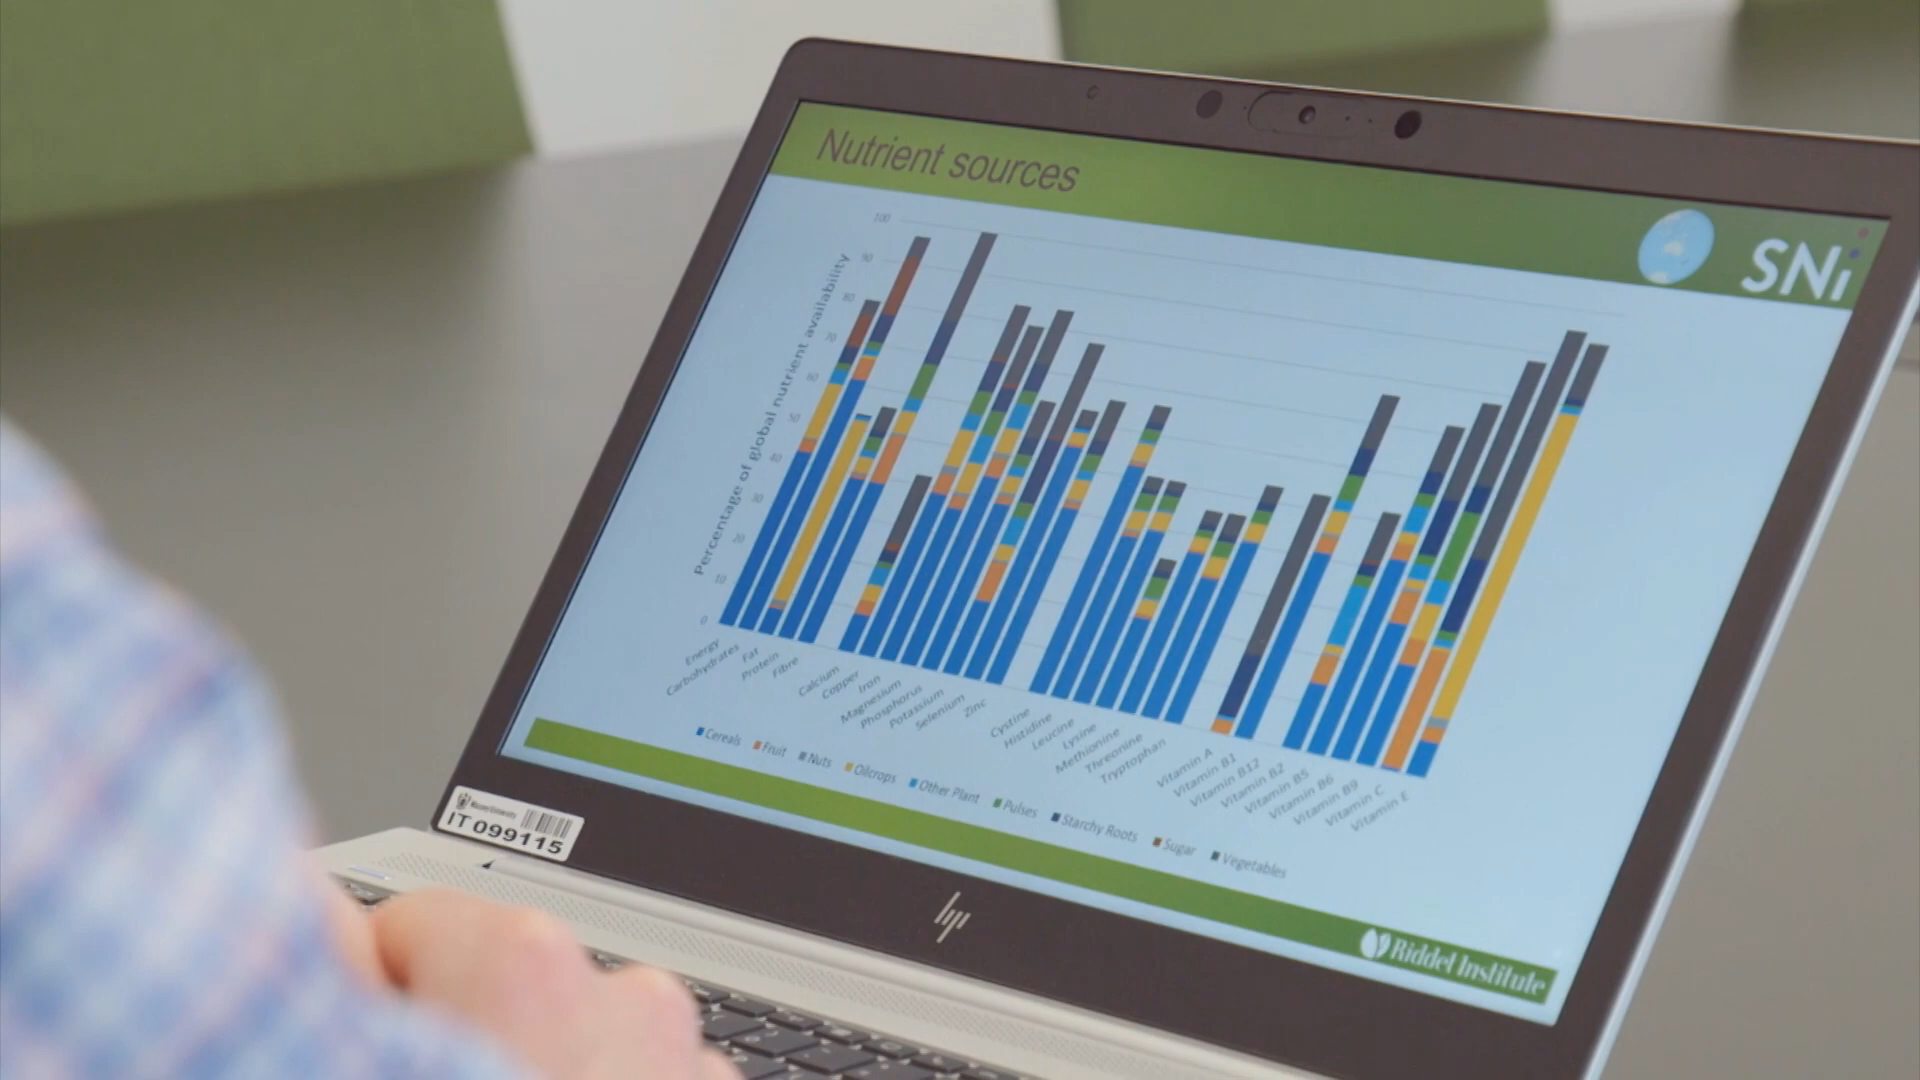 Nutrient sources
SNi
Percentage of global nutrient availability
100
90
80
70
60
50
40
30
20
10
0
Energy
Carbohydrates
Fat
Protein
Fibre
Calcium
Copper
Iron
Magnesium
Phosphorus
Potassium
Selenium
Zinc
Cystine
Histidine
Leucine
Lysine
Methionine
Threonine
Tryptophan
Vitamin A
Vitamin B1
Vitamin B12
Vitamin B2
Vitamin B5
Vitamin B6
Vitamin B9
Vitamin C
Vitamin E
Cereals Fruit Nuts Oilcrops Other Plant Pulses Starchy Roots Sugar Vegetables
Riddet Institute
Massey University
IT 099115
hp